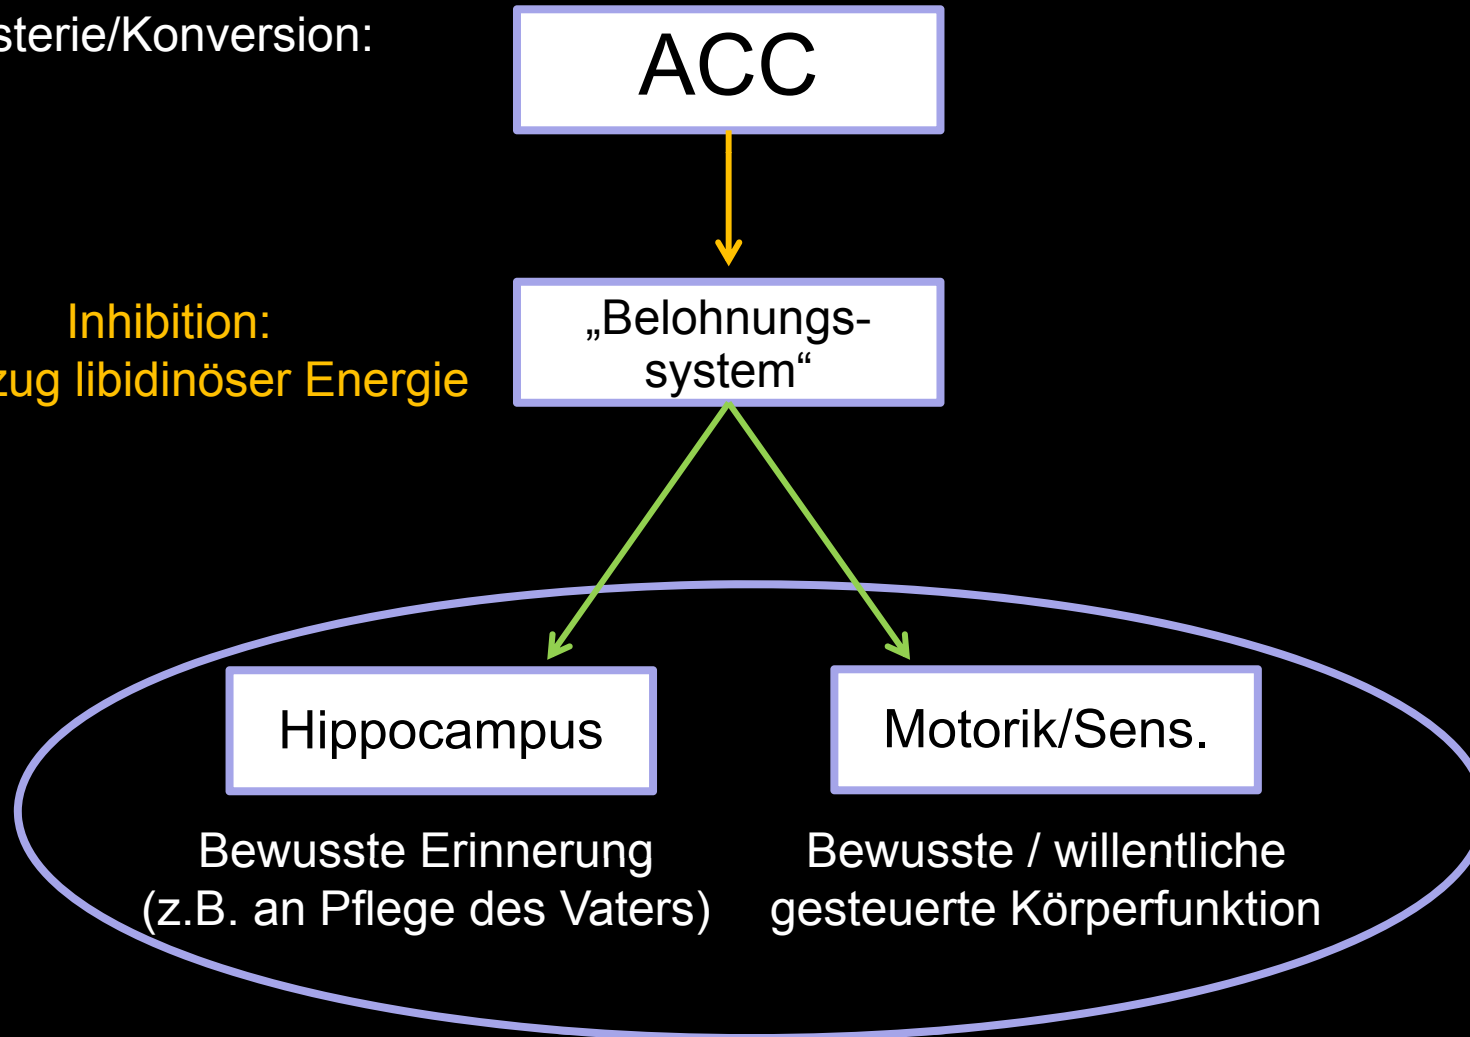 sterie/Konversion:
ACC
Inhibition:
zug libidinöser Energie
„Belohnungs-
system“
Hippocampus
Motorik/Sens.
Bewusste Erinnerung
(z.B. an Pflege des Vaters)
Bewusste / willentliche
gesteuerte Körperfunktion